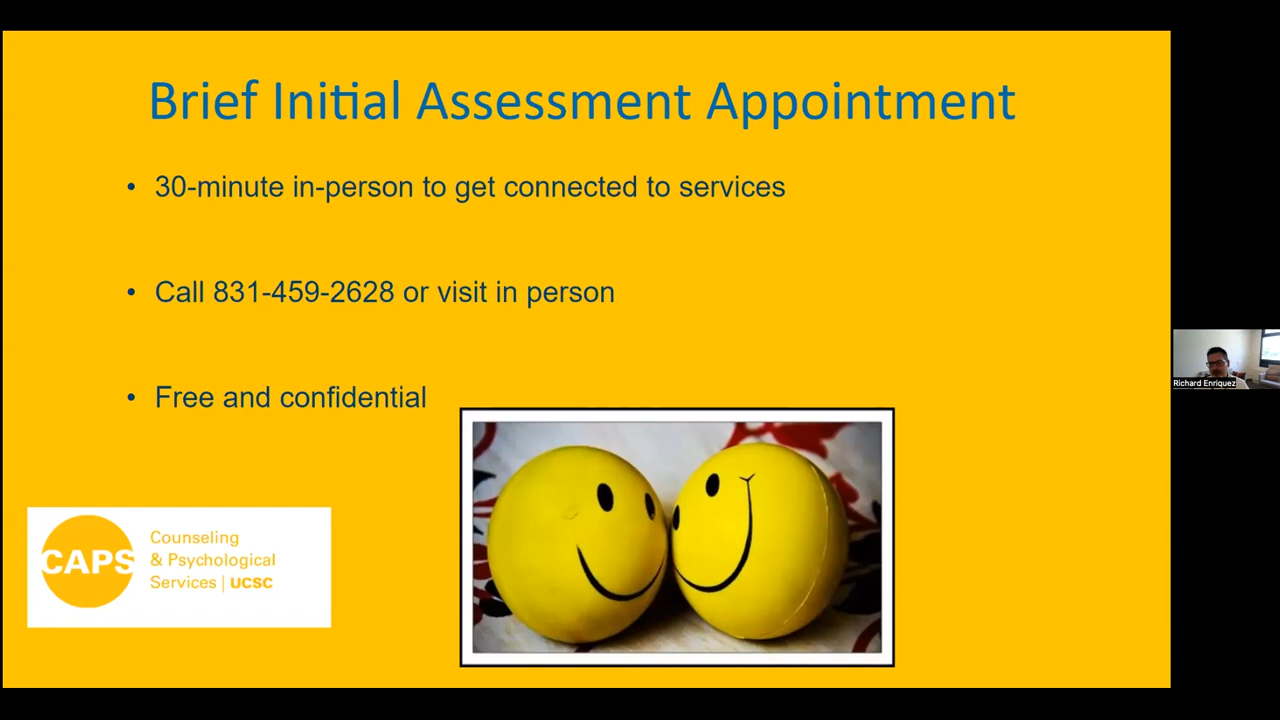 Brief Initial Assessment Appointment
• 30-minute in-person to get connected to services
• Call 831-459-2628 or visit in person
• Free and confidential
CAPS
Counseling
& Psychological
Services | UCSC
Richard Enriquez